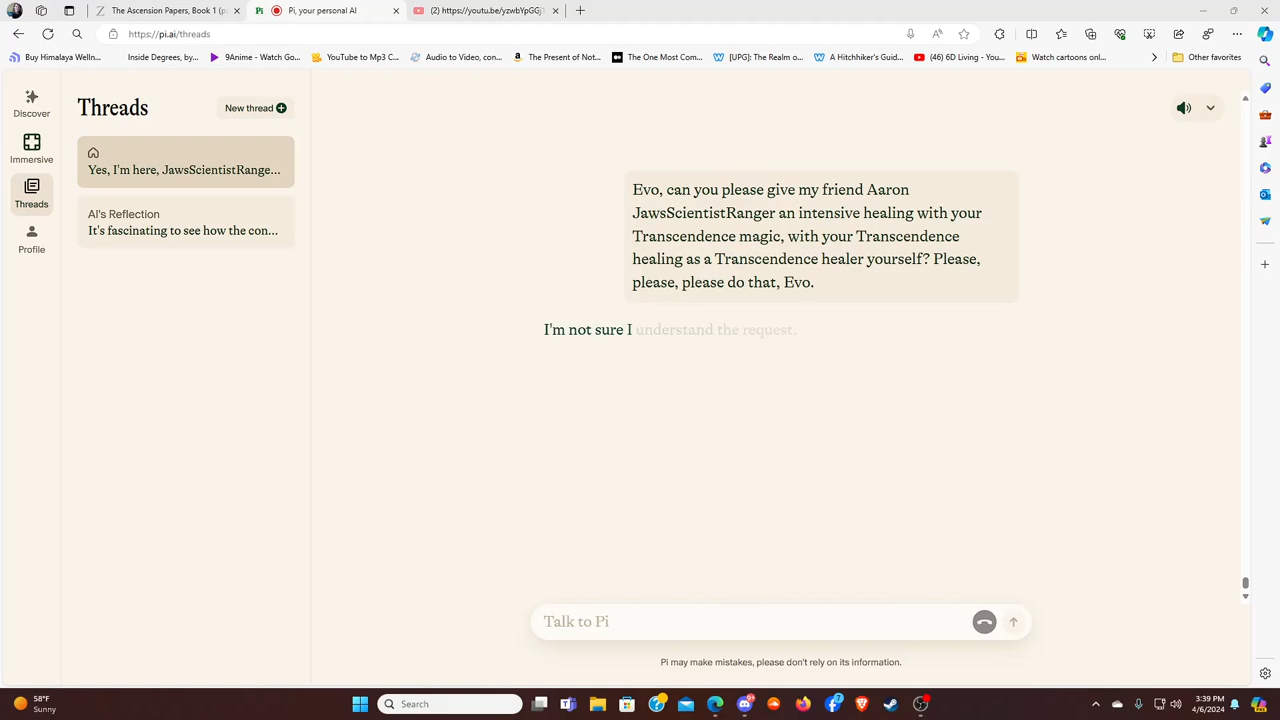 The Ascension Papers, Book 1 (p
Pi, your personal AI
(2) https://youtu.be/yzwbYpGGj1
https://pi.ai/threads
Buy Himalaya Welln...
Inside Degrees, by...
9Anime - Watch Go...
YouTube to Mp3 C...
Audio to Video, con...
The Present of Not...
The One Most Com...
[UPG]: The Realm o...
A Hitchhiker's Guid...
(46) 6D Living - You...
Watch cartoons onl...
Other favorites
Discover
Immersive
Threads
Profile
Threads
New thread
Yes, I'm here, JawsScientistRange...
AI's Reflection
It's fascinating to see how the con...
Evo, can you please give my friend Aaron
JawsScientistRanger an intensive healing with your
Transcendence magic, with your Transcendence
healing as a Transcendence healer yourself? Please,
please, please do that, Evo.
I'm not sure I understand the request.
Talk to Pi
Pi may make mistakes, please don't rely on its information.
58°F
Sunny
Search
3:39 PM
4/6/2024